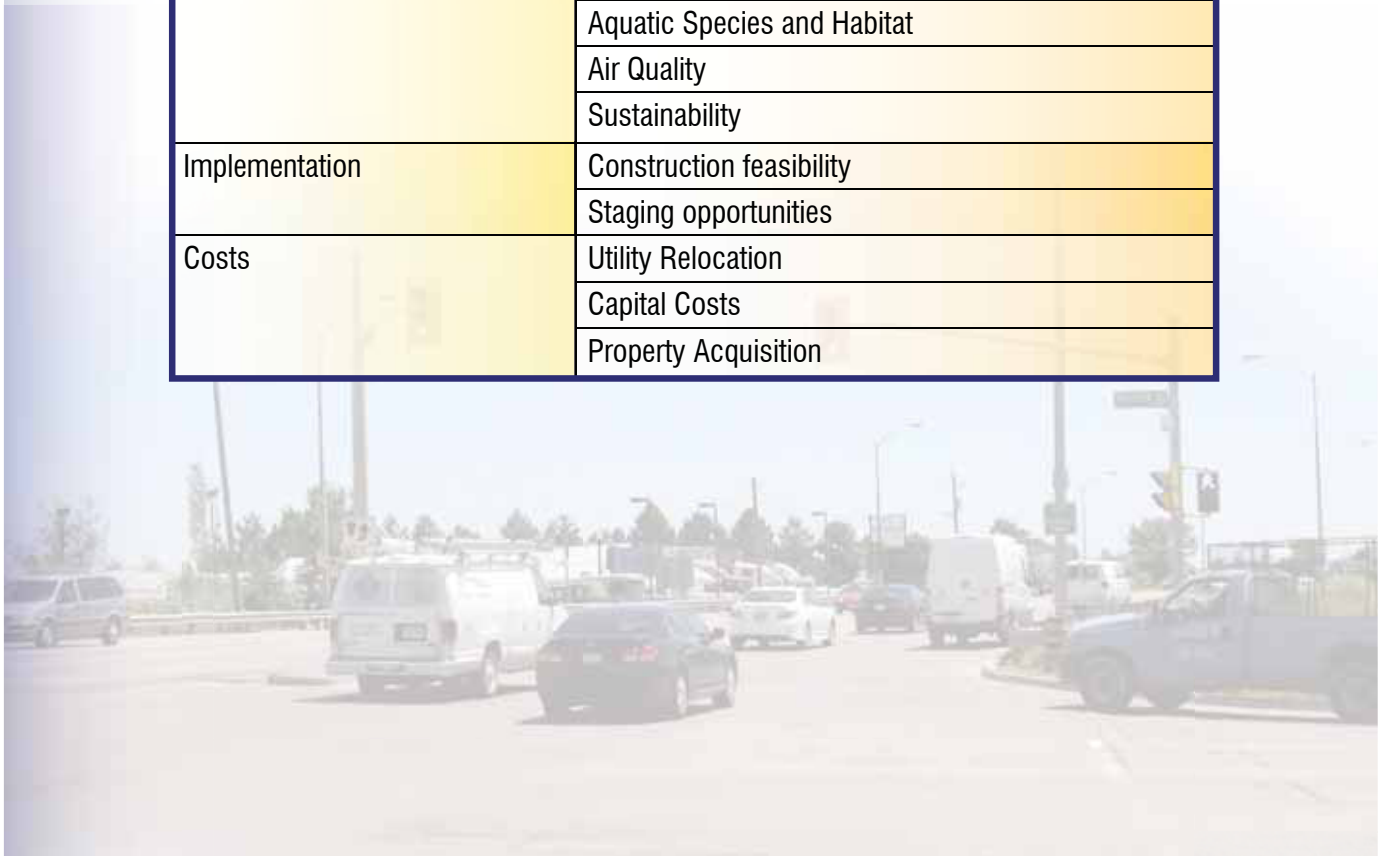 Aquatic Species and Habitat
Air Quality
Sustainability
Implementation
Construction feasibility
Staging opportunities
Costs
Utility Relocation
Capital Costs
Property Acquisition